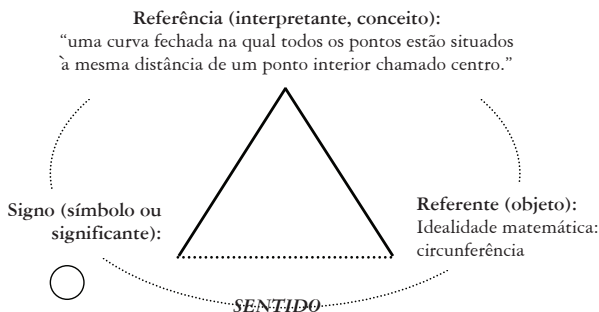 Referência (interpretante, conceito):
“uma curva fechada na qual todos os pontos estão situados
à mesma distância de um ponto interior chamado centro.”
Signo (símbolo ou
significante):
Referente (objeto):
Idealidade matemática:
circunferência
SENTIDO